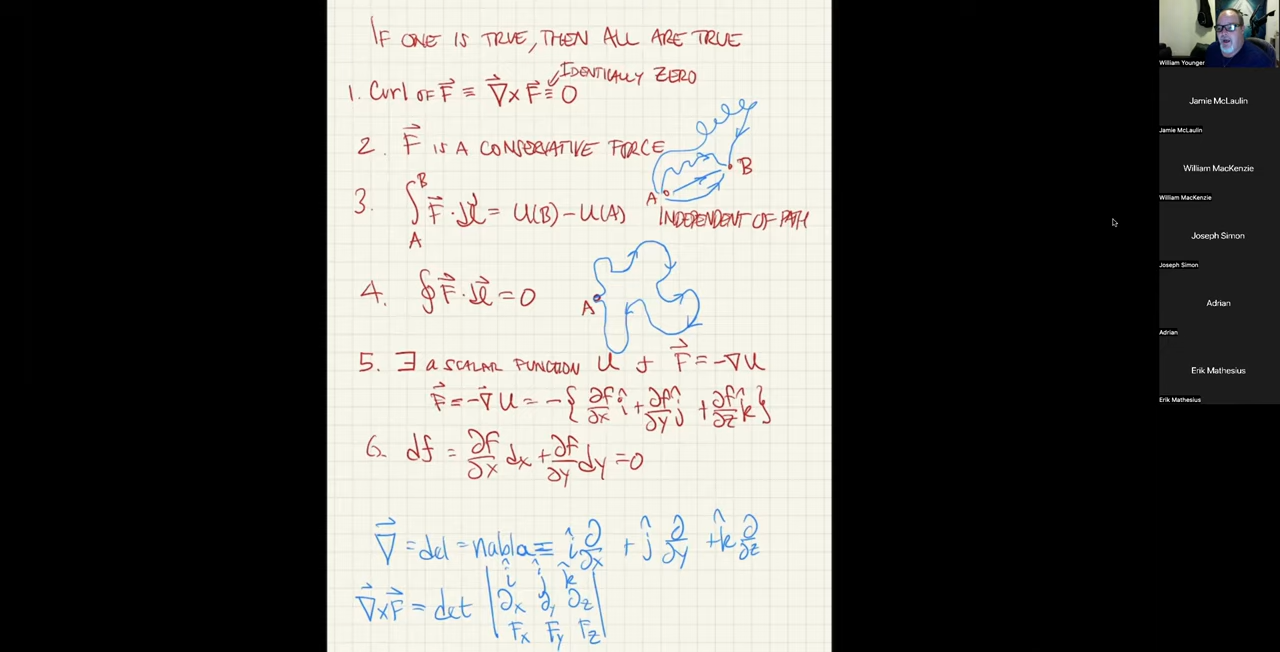 IF ONE IS TRUE, THEN ALL ARE TRUE
IDENTICALLY ZERO
1. Curl OF F⃗ ≡ ∇⃗ x F⃗ ≡ 0
2. F⃗ IS A CONSERVATIVE FORCE
A B
3. ∫_A^B F⃗ · dl⃗ = U(B) - U(A) INDEPENDENT OF PATH
4. ∮ F⃗ · dl⃗ = 0
A
5. ∃ a SCALAR FUNCTION U ∋ F⃗ = -∇U
F⃗ = -∇⃗ U = - { ∂f/∂x î + ∂f/∂y ĵ + ∂f/∂z k̂ }
6. df = ∂f/∂x dx + ∂f/∂y dy = 0
∇⃗ = del = nabla = î ∂/∂x + ĵ ∂/∂y + k̂ ∂/∂z
∇⃗ x F⃗ = det | î ĵ k̂
∂x ∂y ∂z
Fx Fy Fz |
William Younger
Jamie McLaulin
Jamie McLaulin
William MacKenzie
William MacKenzie
Joseph Simon
Joseph Simon
Adrian
Adrian
Erik Mathesius
Erik Mathesius